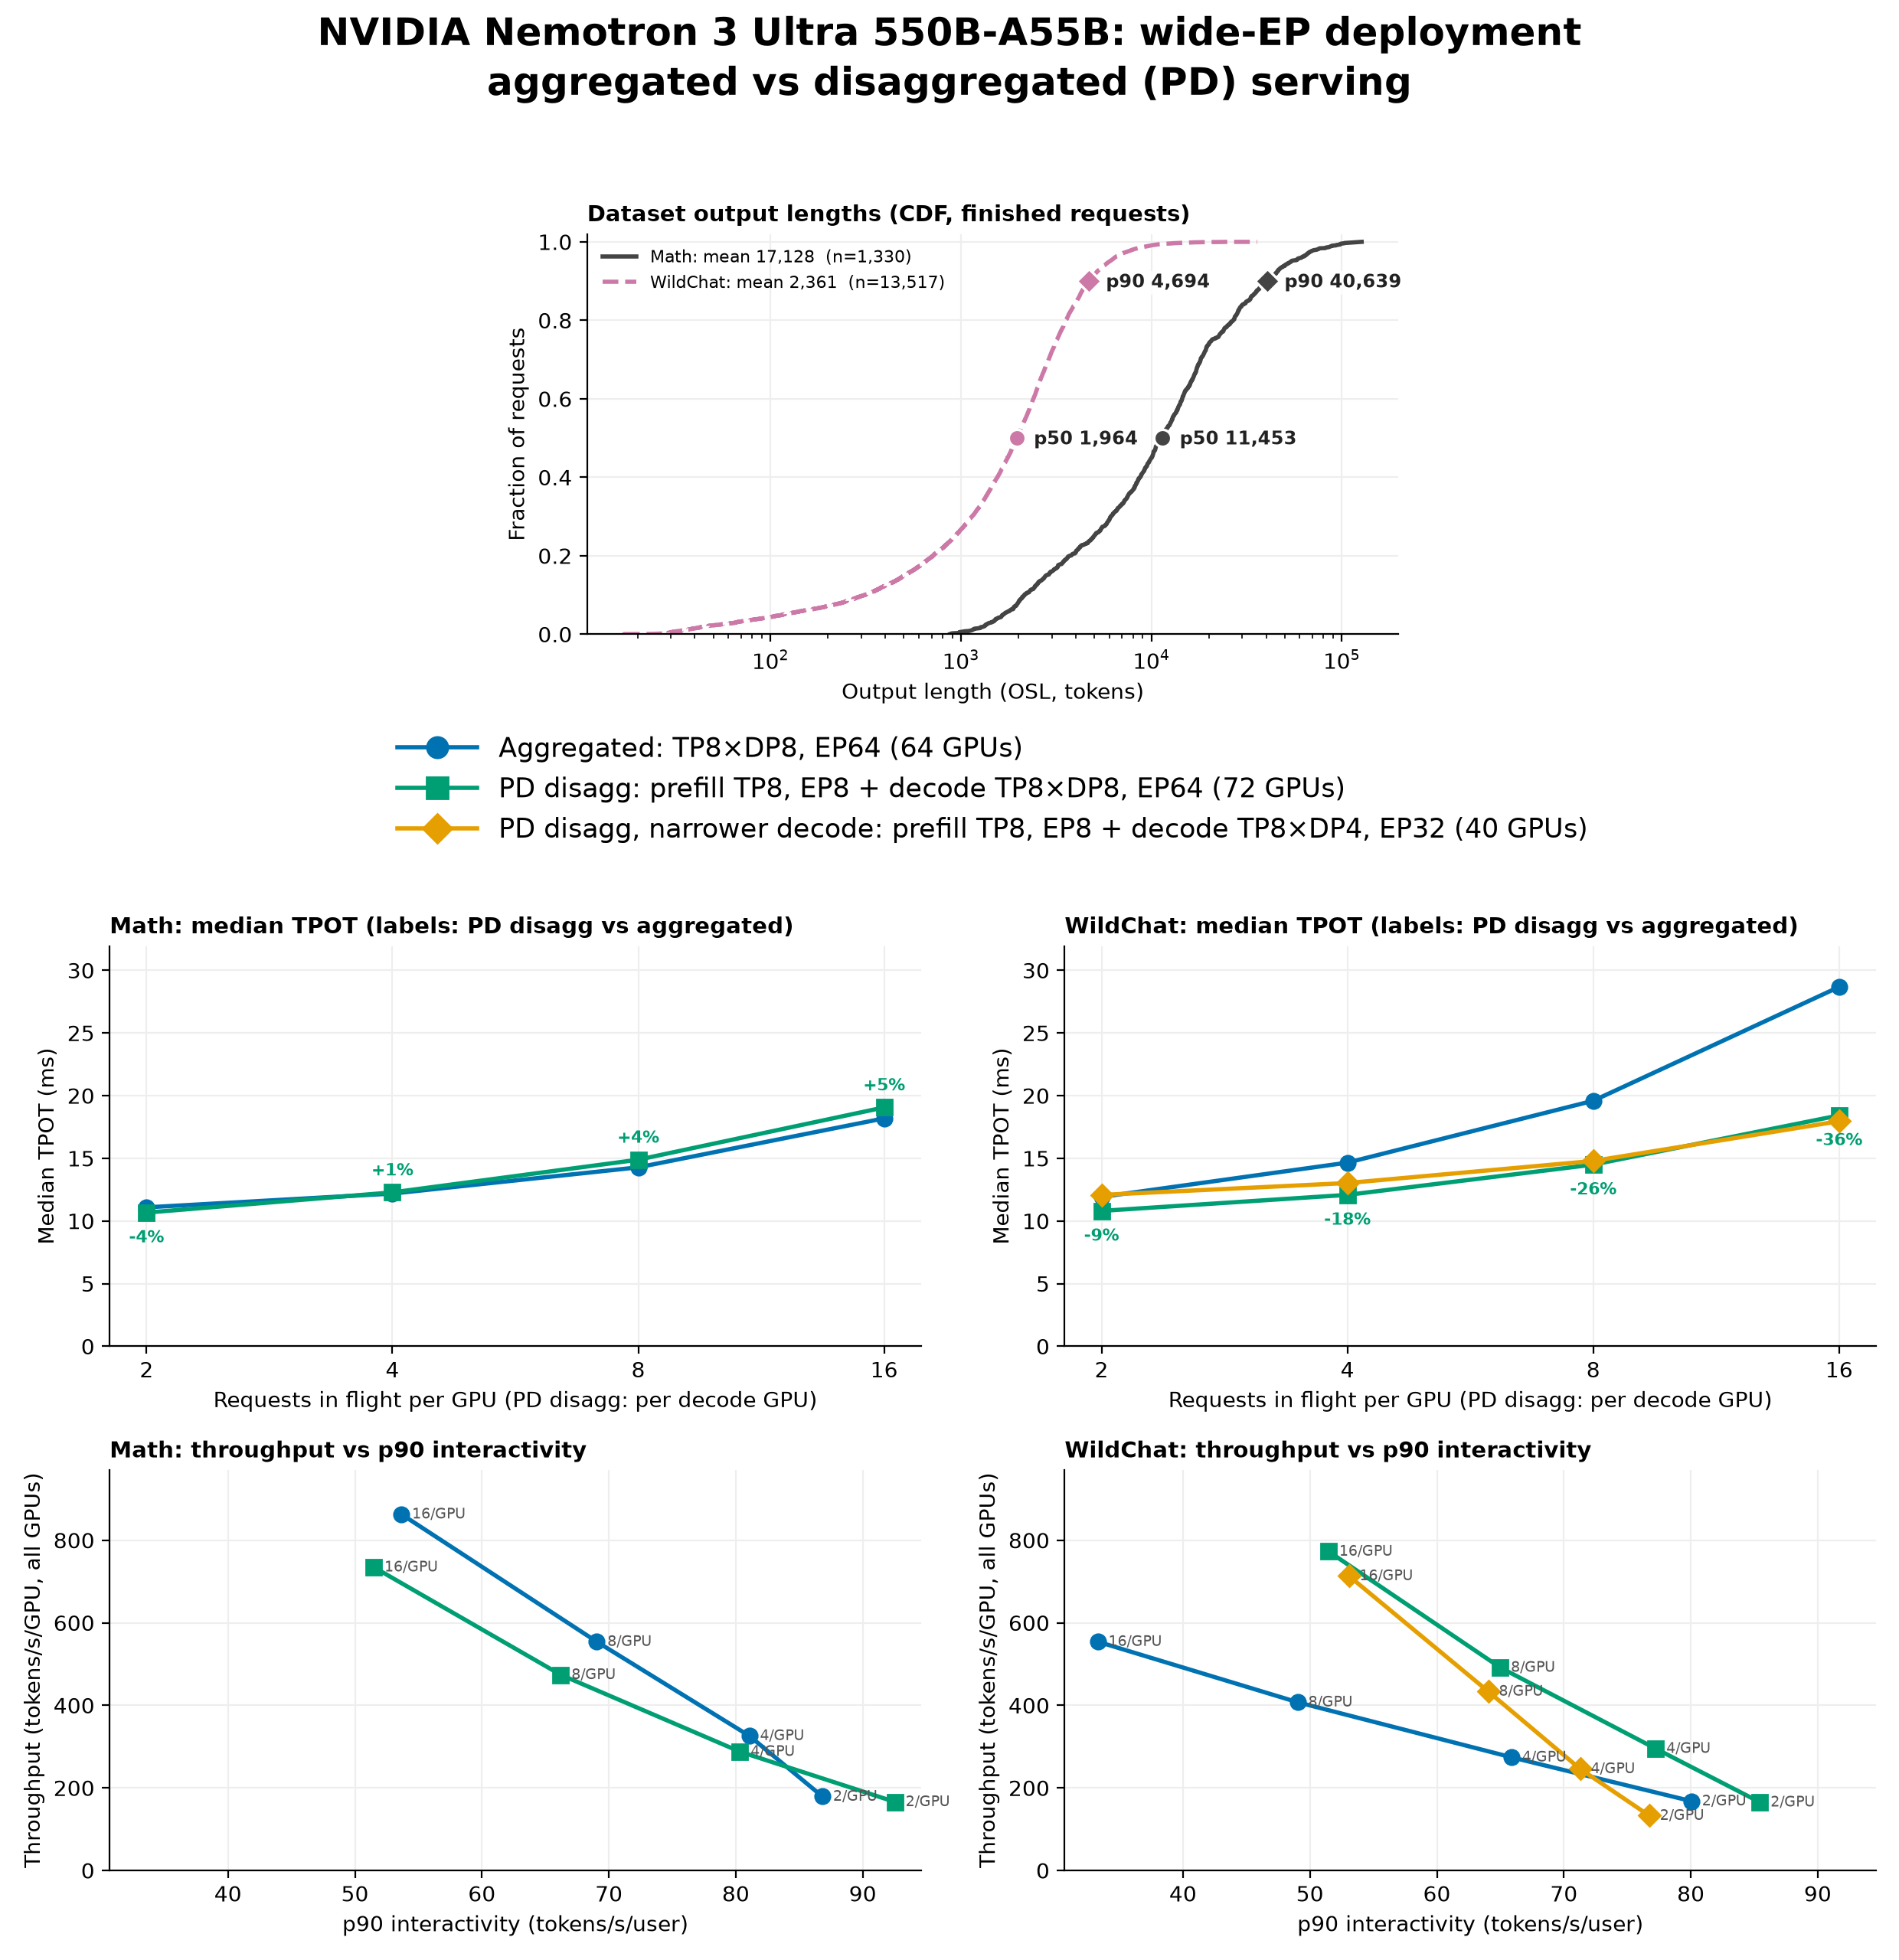 NVIDIA Nemotron 3 Ultra 550B-A55B: wide-EP deployment
aggregated vs disaggregated (PD) serving
Dataset output lengths (CDF, finished requests)
Fraction of requests
1.0
0.8
0.6
0.4
0.2
0.0
Math: mean 17,128 (n=1,330)
WildChat: mean 2,361 (n=13,517)
p90 4,694
p90 40,639
p50 1,964
p50 11,453
10²
10³
10⁴
10⁵
Output length (OSL, tokens)
Aggregated: TP8×DP8, EP64 (64 GPUs)
PD disagg: prefill TP8, EP8 + decode TP8×DP8, EP64 (72 GPUs)
PD disagg, narrower decode: prefill TP8, EP8 + decode TP8×DP4, EP32 (40 GPUs)
Math: median TPOT (labels: PD disagg vs aggregated)
Median TPOT (ms)
30
25
20
15
10
5
0
-4%
+1%
+4%
+5%
2
4
8
16
Requests in flight per GPU (PD disagg: per decode GPU)
WildChat: median TPOT (labels: PD disagg vs aggregated)
Median TPOT (ms)
30
25
20
15
10
5
0
-9%
-18%
-26%
-36%
2
4
8
16
Requests in flight per GPU (PD disagg: per decode GPU)
Math: throughput vs p90 interactivity
Throughput (tokens/s/GPU, all GPUs)
800
600
400
200
0
16/GPU
16/GPU
8/GPU
8/GPU
4/GPU
4/GPU
2/GPU
2/GPU
40
50
60
70
80
90
p90 interactivity (tokens/s/user)
WildChat: throughput vs p90 interactivity
Throughput (tokens/s/GPU, all GPUs)
800
600
400
200
0
16/GPU
16/GPU
16/GPU
8/GPU
8/GPU
8/GPU
4/GPU
4/GPU
4/GPU
2/GPU
2/GPU
2/GPU
40
50
60
70
80
90
p90 interactivity (tokens/s/user)